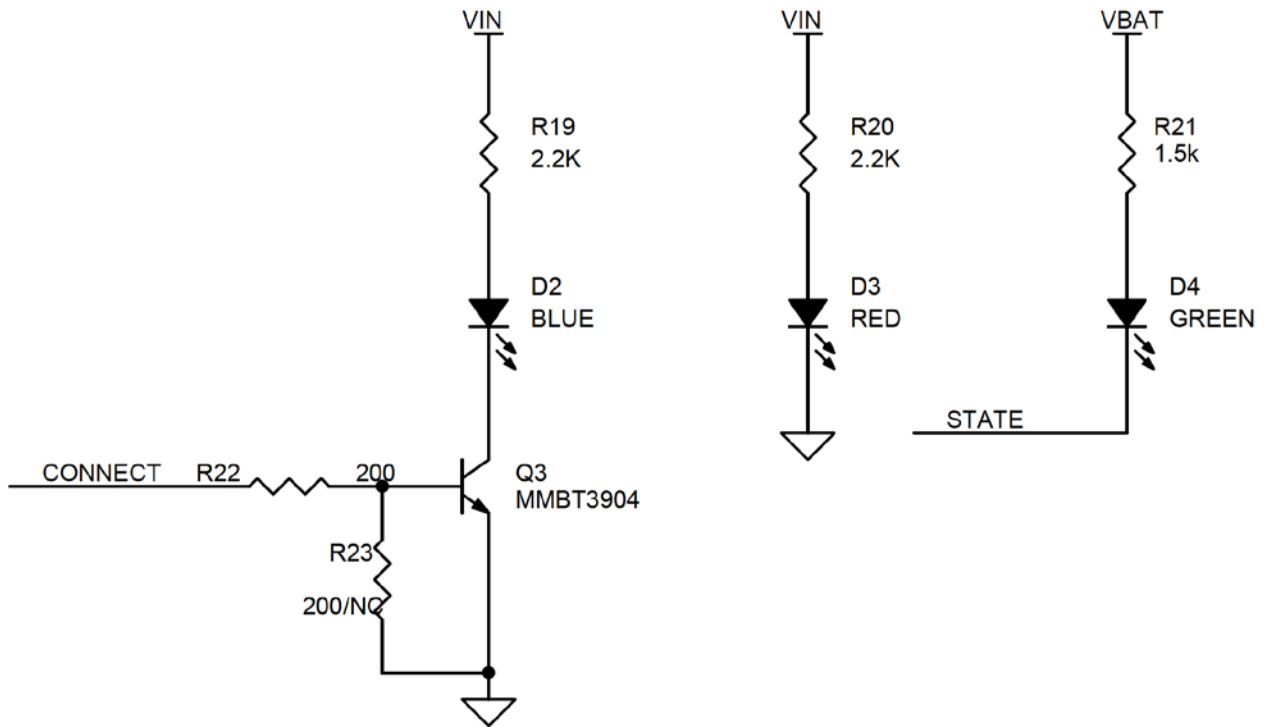 VIN
VIN
VBAT
R19
2.2K
R20
2.2K
R21
1.5k
D2
BLUE
D3
RED
D4
GREEN
STATE
CONNECT
R22
200
Q3
MMBT3904
R23
200/NC